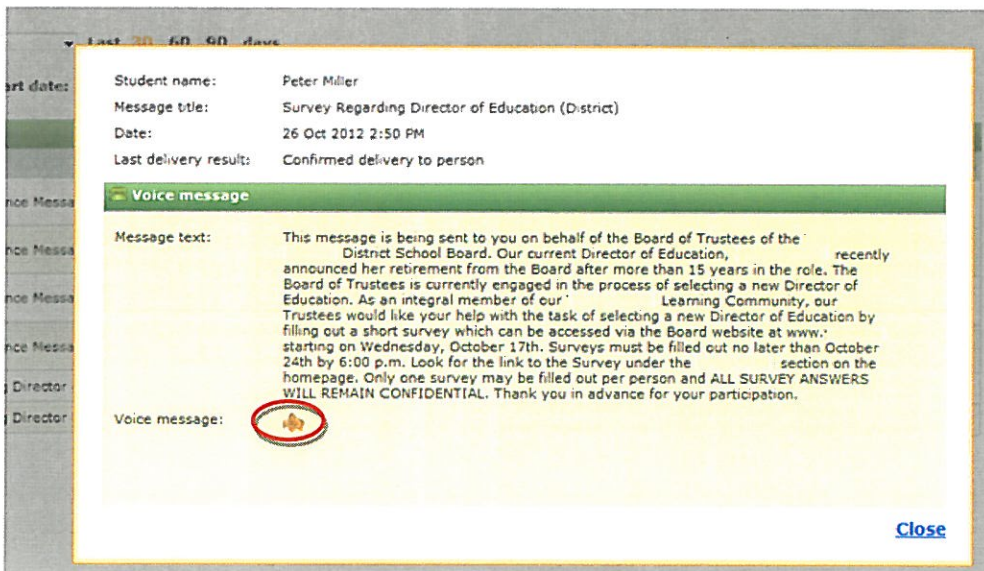 Last 30 60 90 days
art date:
Student name: Peter Miller
Message title: Survey Regarding Director of Education (District)
Date: 26 Oct 2012 2:50 PM
Last delivery result: Confirmed delivery to person
Voice message
nce Messa
nce Messa
nce Messa
nce Messa
g Director
g Director
Message text: This message is being sent to you on behalf of the Board of Trustees of the
District School Board. Our current Director of Education, recently
announced her retirement from the Board after more than 15 years in the role. The
Board of Trustees is currently engaged in the process of selecting a new Director of
Education. As an integral member of our Learning Community, our
Trustees would like your help with the task of selecting a new Director of Education by
filling out a short survey which can be accessed via the Board website at www.
starting on Wednesday, October 17th. Surveys must be filled out no later than October
24th by 6:00 p.m. Look for the link to the Survey under the section on the
homepage. Only one survey may be filled out per person and ALL SURVEY ANSWERS
WILL REMAIN CONFIDENTIAL. Thank you in advance for your participation.
Voice message:
Close